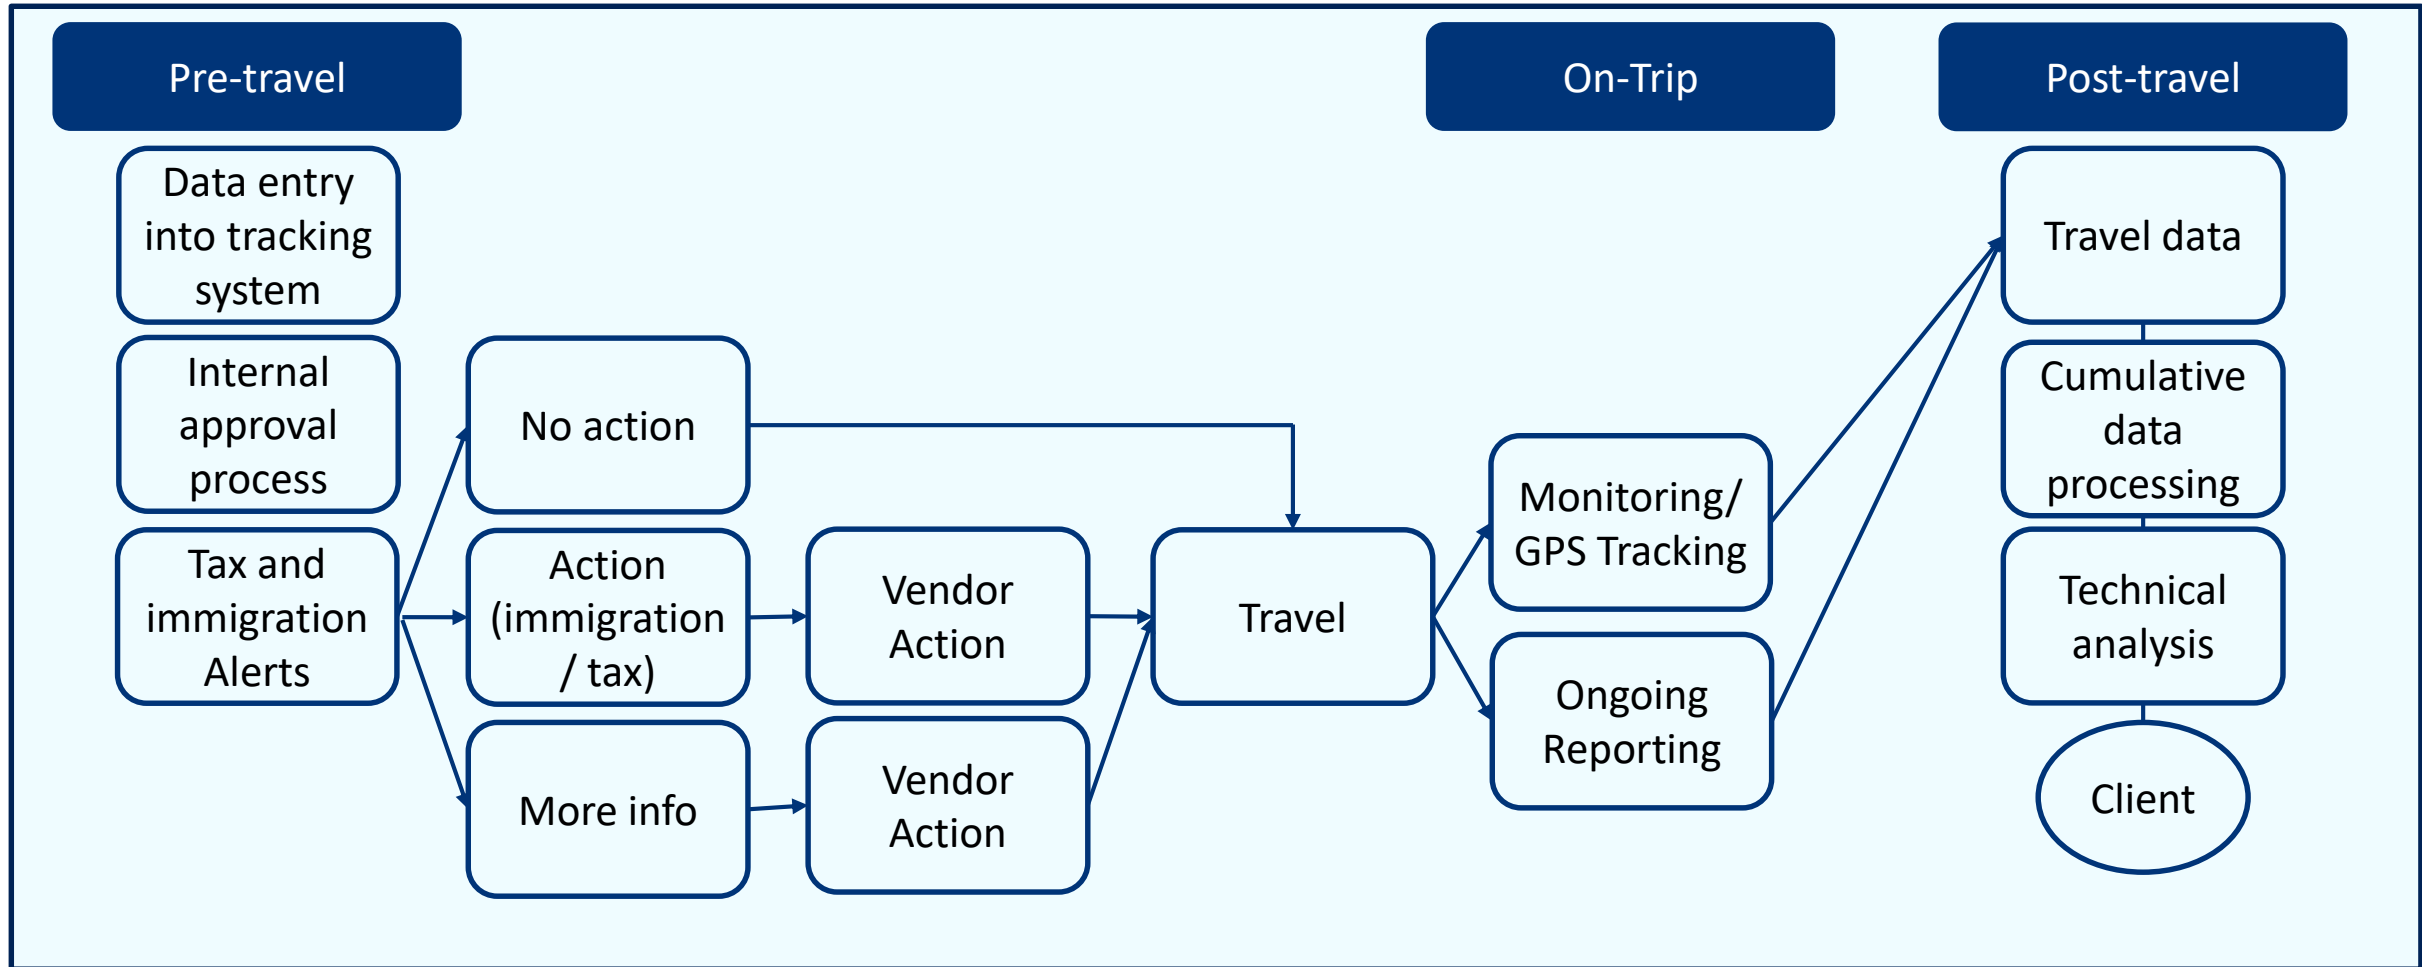 Pre-travel
On-Trip
Post-travel
Data entry
into tracking
system
Internal
approval
process
Tax and
immigration
Alerts
No action
Action
(immigration
/ tax)
More info
Vendor
Action
Vendor
Action
Travel
Monitoring/
GPS Tracking
Ongoing
Reporting
Travel data
Cumulative
data
processing
Technical
analysis
Client